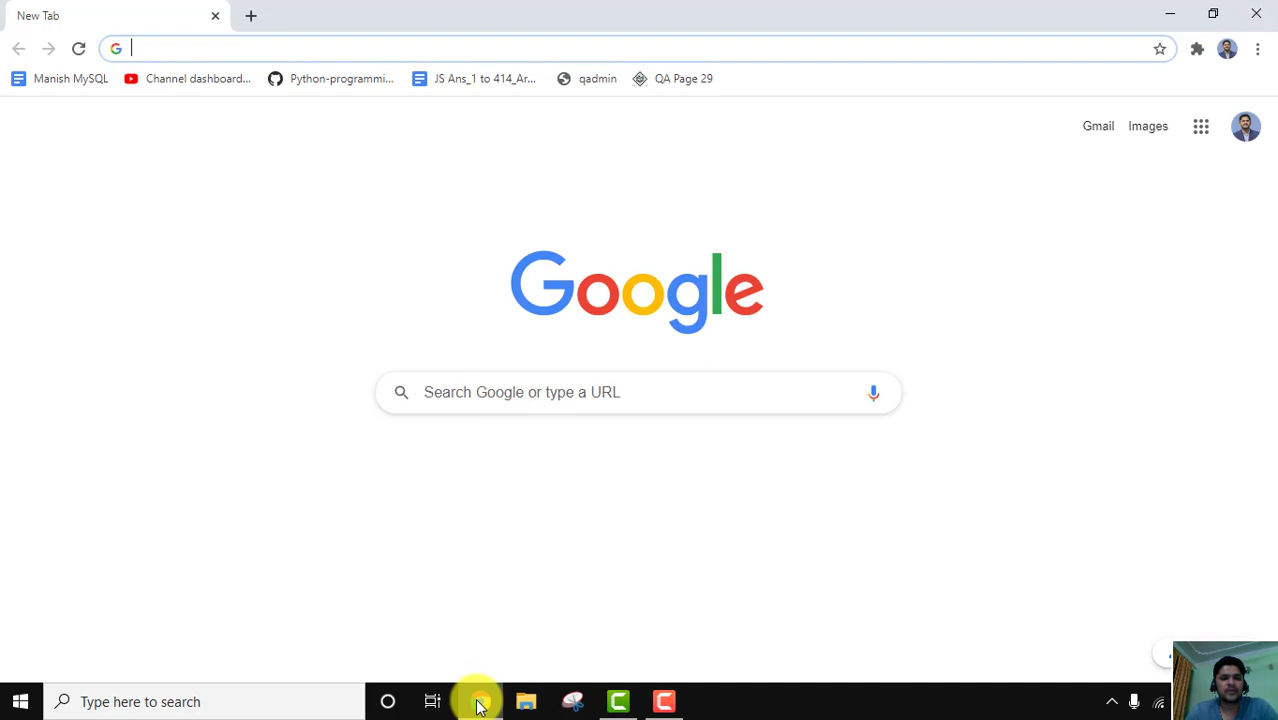 New Tab
Manish MySQL
Channel dashboard...
Python-programmi...
JS Ans_1 to 414_Ar...
qadmin
QA Page 29
Gmail
Images
Google
Search Google or type a URL
Type here to search